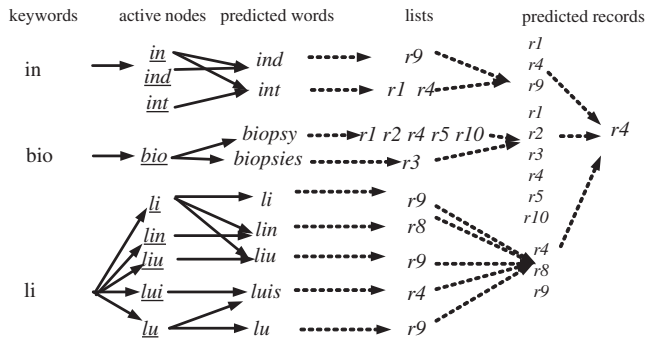 keywords active nodes predicted words lists predicted records
in in ind r9 r1
ind int r1 r4 r4
int r9
bio bio biopsy r1 r2 r4 r5 r10 r1
biopsies r3 r2
r3
r4
r5
r10
r4
li li li r9 r4
lin lin r8 r8
liu liu r9 r9
lui luis r4
lu lu r9